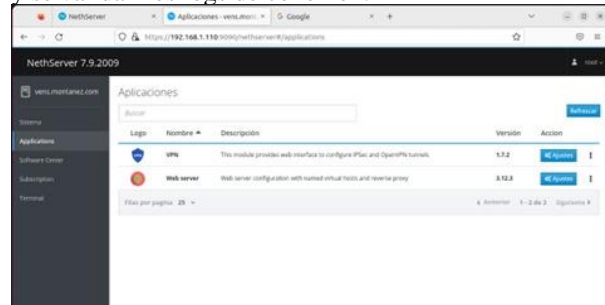 NethServer
Aplicaciones - vens.mont
Google
https://192.168.1.110:9090/nethserver#/applications
NethServer 7.9.2009
root
vens.montanez.com
Aplicaciones
Buscar
Refrescar
Sistema
Applications
Software Center
Subscription
Terminal
Logo Nombre Descripción Versión Accion
VPN This module provides web interface to configure IPSec and OpenVPN tunnels 1.7.2 Ajustes
Web server Web server configuration with named virtual hosts and reverse proxy 3.12.3 Ajustes
Filas por pagina 25 Anterior 1 - 2 de 2 Siguiente